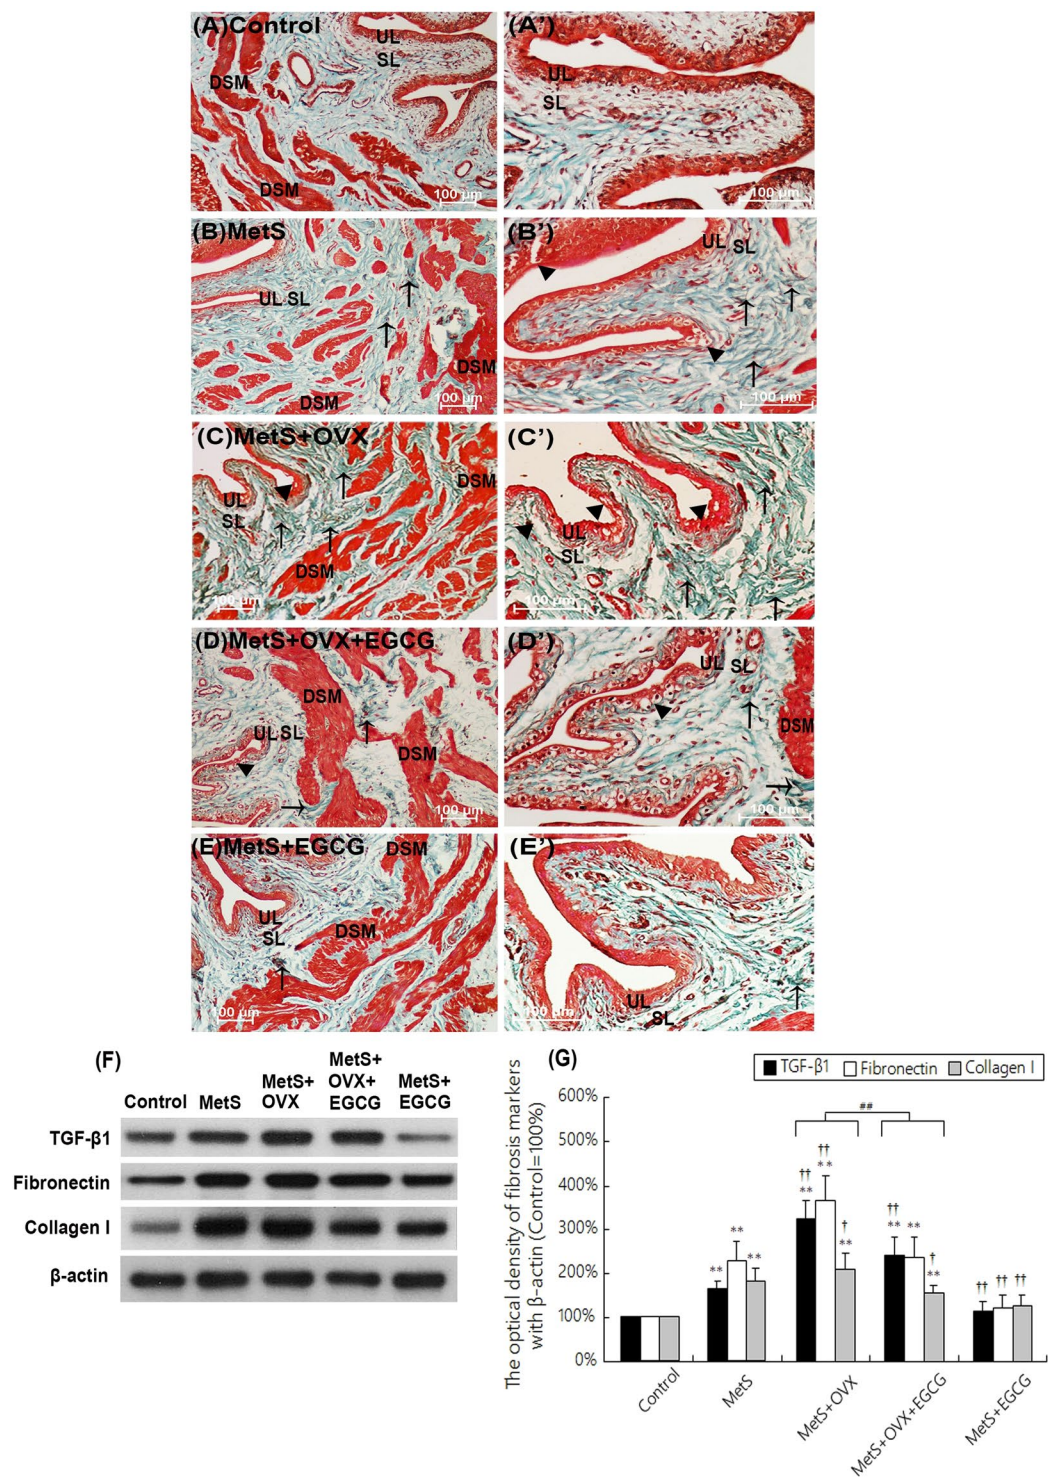 (A)Control
UL
SL
DSM
DSM
100 μm
(A')
UL
SL
100 μm
(B)MetS
UL SL
DSM
DSM
100 μm
(B')
UL SL
100 μm
(C)MetS+OVX
UL
SL
DSM
DSM
100 μm
(C')
UL
SL
100 μm
(D)MetS+OVX+EGCG
DSM
UL SL
DSM
100 μm
(D')
UL SL
DSM
100 μm
(E)MetS+EGCG
DSM
UL
SL
DSM
100 μm
(E')
UL
SL
(F)
Control
MetS
MetS+
OVX
MetS+
OVX+
EGCG
MetS+
EGCG
TGF-β1
Fibronectin
Collagen I
β-actin
(G)
TGF-β1 Fibronectin Collagen I
The optical density of fibrosis markers
with β-actin (Control=100%)
600%
500%
400%
300%
200%
100%
0%
** ** **
†† ** †† ** † **
##
†† ** ** † **
†† †† ††
Control
MetS
MetS+OVX
MetS+OVX+EGCG
MetS+EGCG